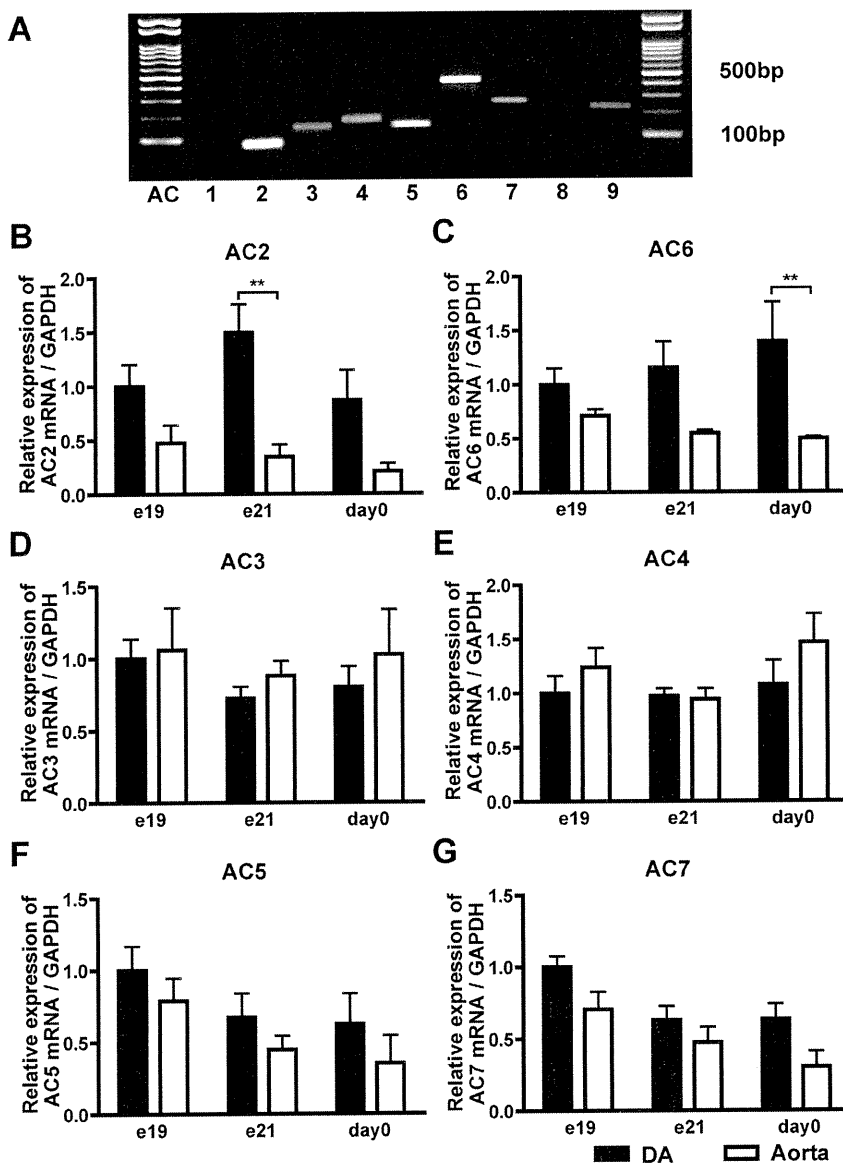 A
500bp
100bp
AC 1 2 3 4 5 6 7 8 9
B
AC2
Relative expression of
AC2 mRNA / GAPDH
2.0
1.5
1.0
0.5
0.0
**
e19 e21 day0
C
AC6
Relative expression of
AC6 mRNA / GAPDH
2.0
1.5
1.0
0.5
0.0
**
e19 e21 day0
D
AC3
Relative expression of
AC3 mRNA / GAPDH
1.5
1.0
0.5
0.0
e19 e21 day0
E
AC4
Relative expression of
AC4 mRNA / GAPDH
2.0
1.5
1.0
0.5
0.0
e19 e21 day0
F
AC5
Relative expression of
AC5 mRNA / GAPDH
1.5
1.0
0.5
0.0
e19 e21 day0
G
AC7
Relative expression of
AC7 mRNA / GAPDH
1.5
1.0
0.5
0.0
e19 e21 day0
DA Aorta